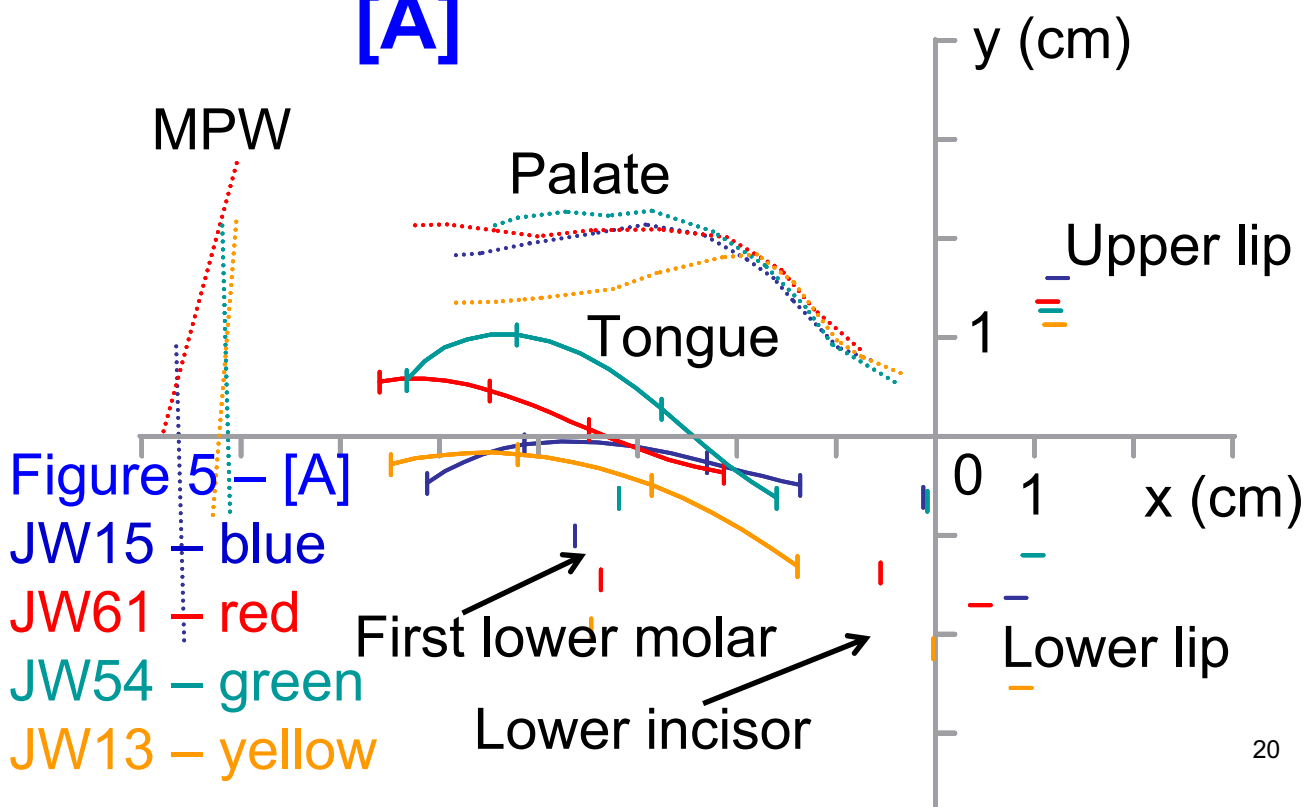 [A]
y (cm)
MPW
Palate
Upper lip
Tongue
1
0
1
x (cm)
Figure 5 – [A]
JW15 – blue
JW61 – red
JW54 – green
JW13 – yellow
First lower molar
Lower lip
Lower incisor
20